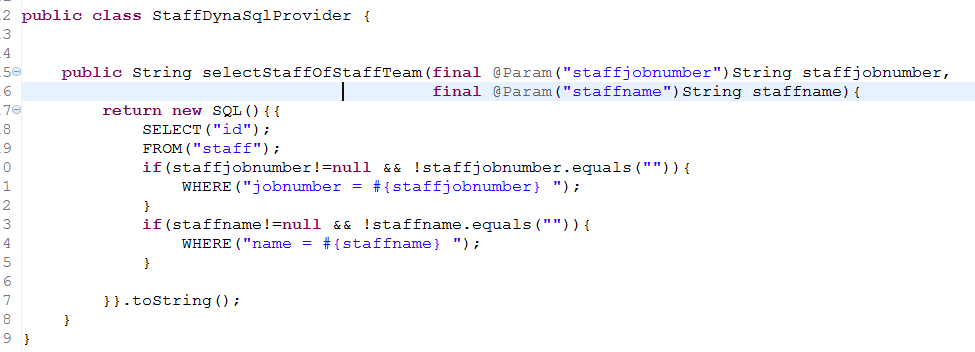 2 public class StaffDynaSqlProvider {
3
4
5 public String selectStaffOfStaffTeam(final @Param("staffjobnumber")String staffjobnumber,
6 final @Param("staffname")String staffname){
7 return new SQL(){{
8 SELECT("id");
9 FROM("staff");
0 if(staffjobnumber!=null && !staffjobnumber.equals("")){
1 WHERE("jobnumber = #{staffjobnumber} ");
2 }
3 if(staffname!=null && !staffname.equals("")){
4 WHERE("name = #{staffname} ");
5 }
6
7 }}.toString();
8 }
9 }